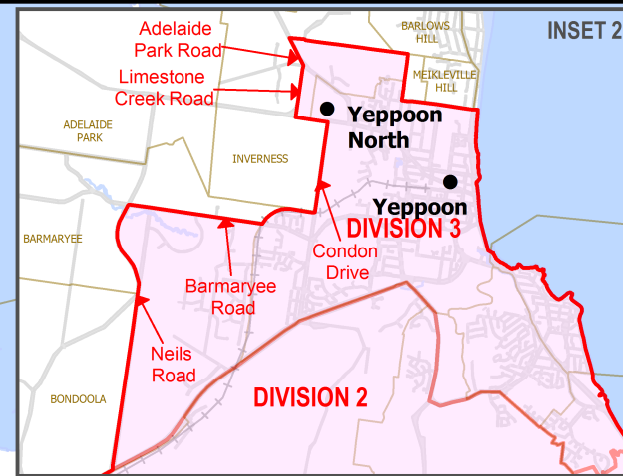 INSET 2
Adelaide
Park Road
BARLOWS
HILL
Limestone
Creek Road
MEIKLEVILLE
HILL
ADELAIDE
PARK
Yeppoon
North
INVERNESS
Yeppoon
DIVISION 3
BARMARYEE
Condon
Drive
Barmaryee
Road
Neils
Road
BONDOOLA
DIVISION 2